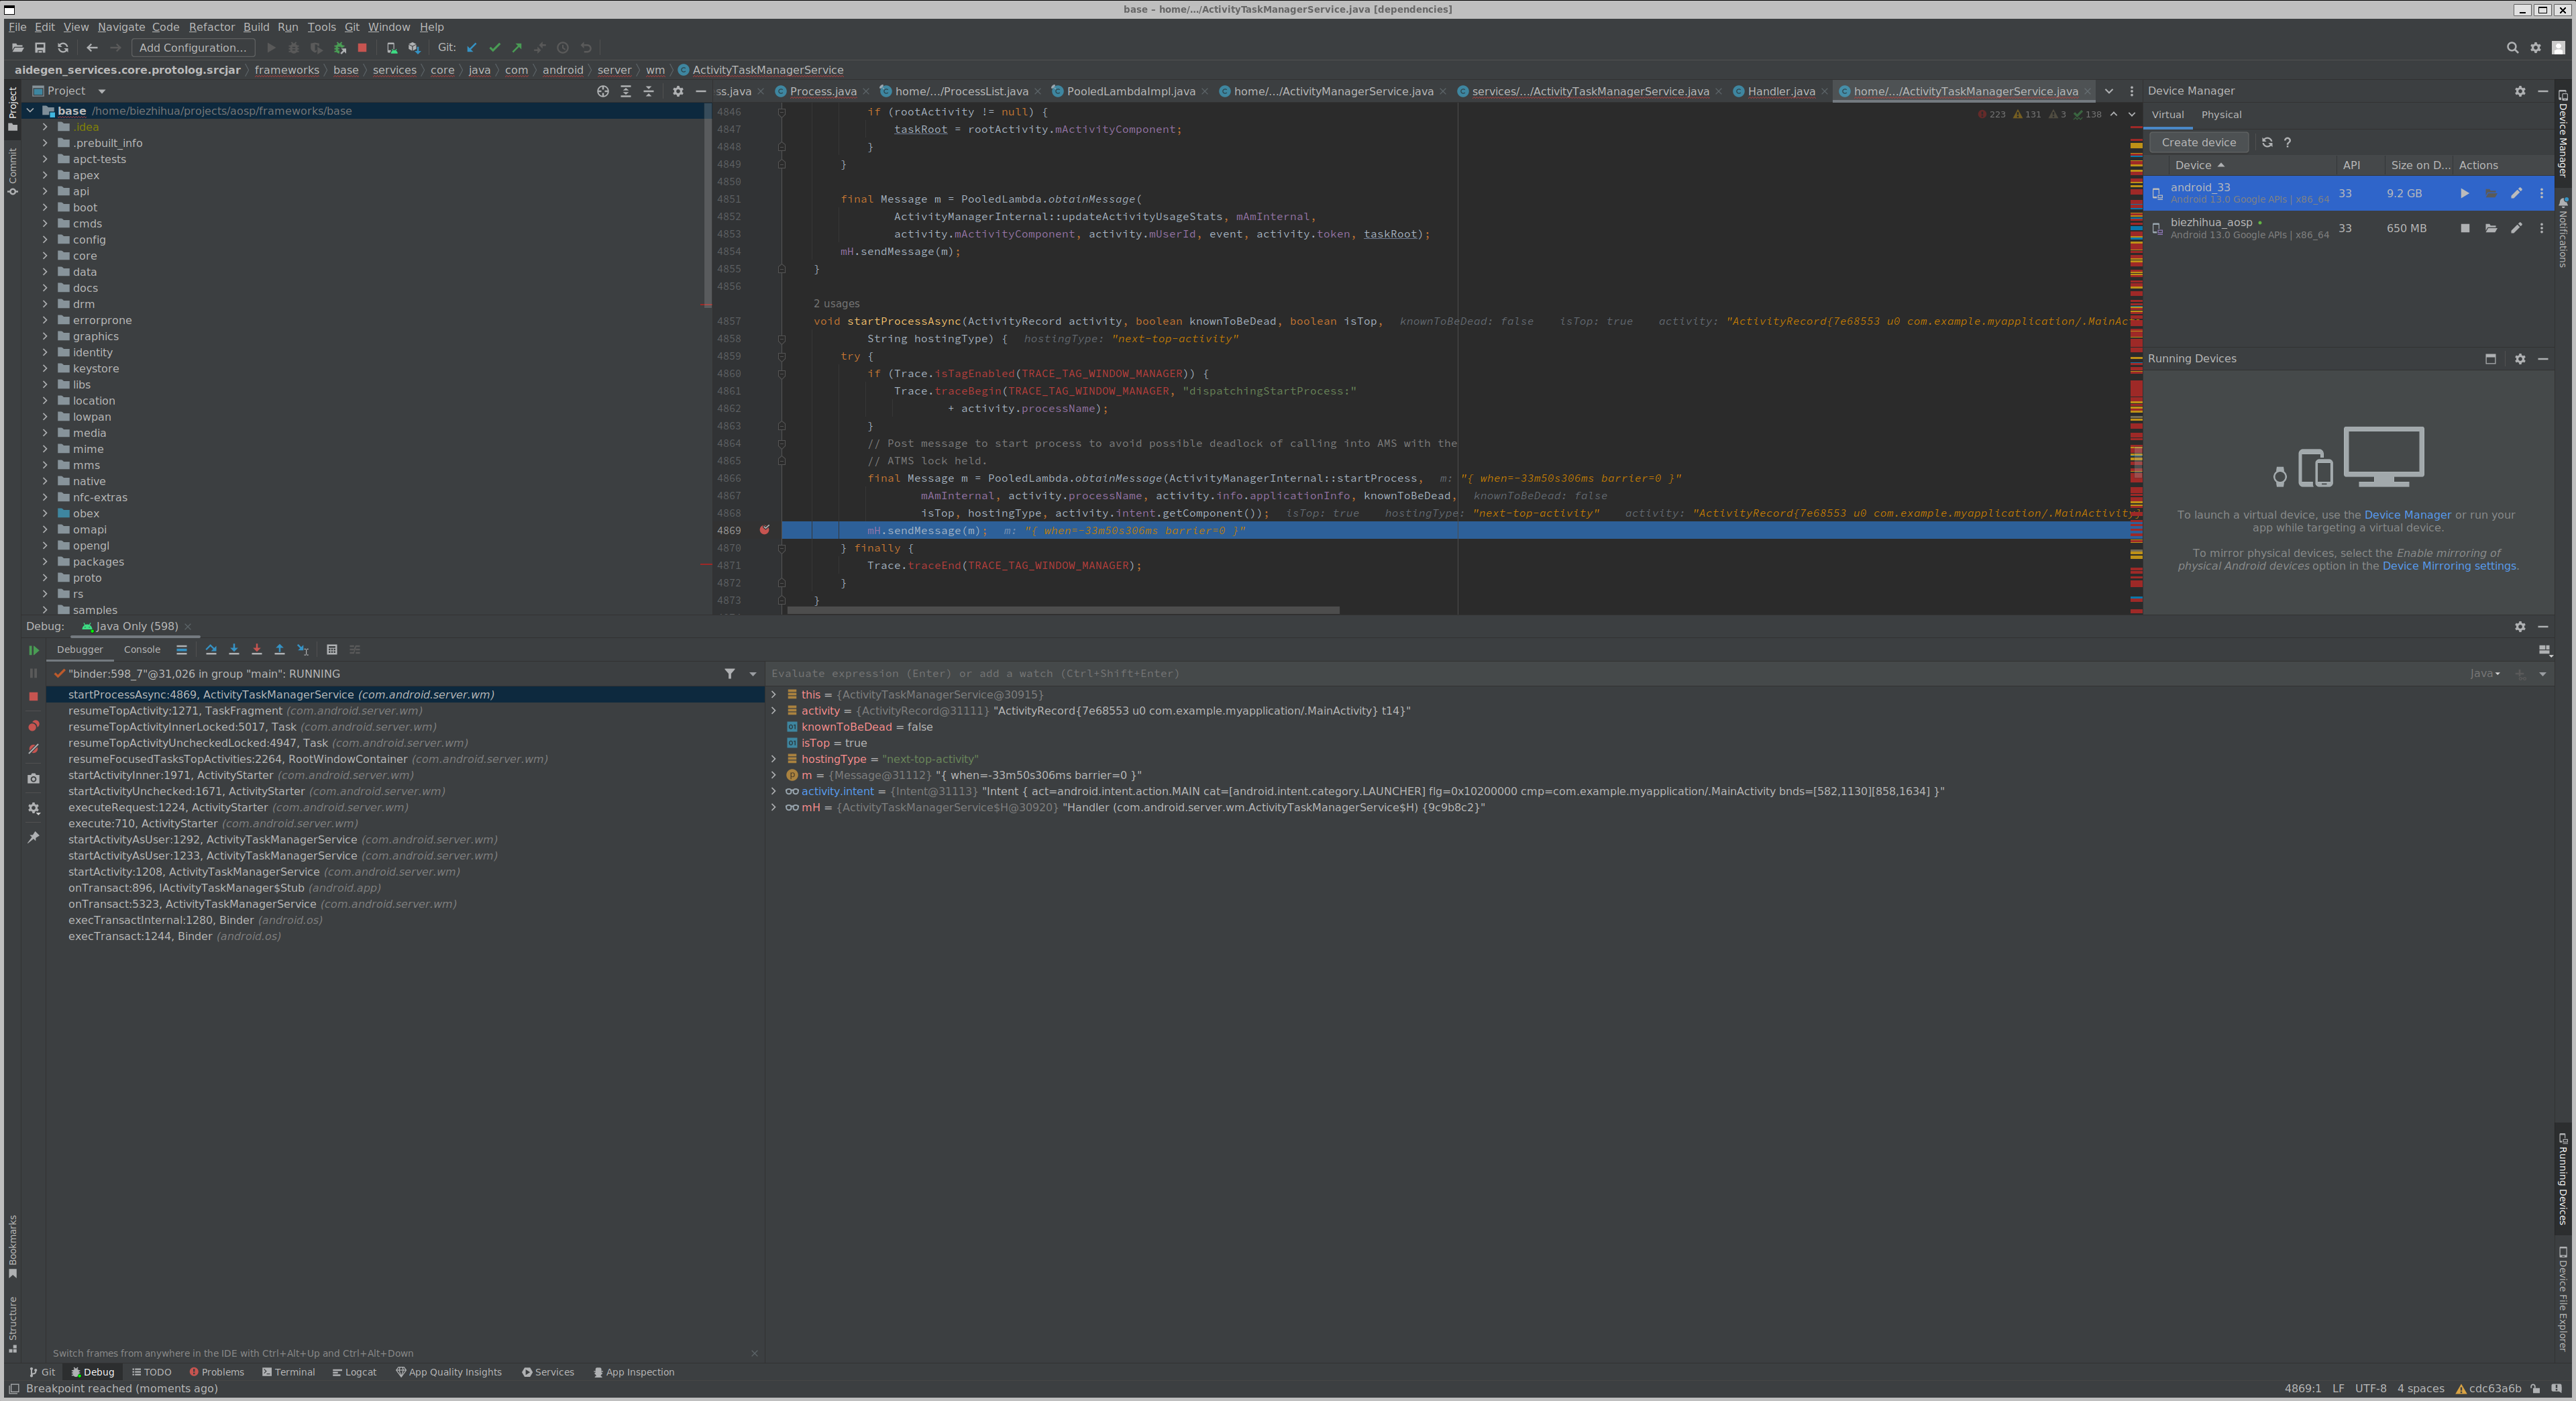 base – home/.../ActivityTaskManagerService.java [dependencies]
File Edit View Navigate Code Refactor Build Run Tools Git Window Help
Add Configuration... Git:
aidegen_services.core.protolog.srcjar frameworks base services core java com android server wm ActivityTaskManagerService
Project
ss.java Process.java home/.../ProcessList.java PooledLambdaImpl.java home/.../ActivityManagerService.java services/.../ActivityTaskManagerService.java Handler.java home/.../ActivityTaskManagerService.java
base /home/biezhihua/projects/aosp/frameworks/base
.idea
.prebuilt_info
apct-tests
apex
api
boot
cmds
config
core
data
docs
drm
errorprone
graphics
identity
keystore
libs
location
lowpan
media
mime
mms
native
nfc-extras
obex
omapi
opengl
packages
proto
rs
samples
223 131 3 138
4846 if (rootActivity != null) {
4847 taskRoot = rootActivity.mActivityComponent;
4848 }
4849 }
4850
4851 final Message m = PooledLambda.obtainMessage(
4852 ActivityManagerInternal::updateActivityUsageStats, mAmInternal,
4853 activity.mActivityComponent, activity.mUserId, event, activity.token, taskRoot);
4854 mH.sendMessage(m);
4855 }
4856
2 usages
4857 void startProcessAsync(ActivityRecord activity, boolean knownToBeDead, boolean isTop, knownToBeDead: false isTop: true activity: "ActivityRecord{7e68553 u0 com.example.myapplication/.MainAc
4858 String hostingType) { hostingType: "next-top-activity"
4859 try {
4860 if (Trace.isTagEnabled(TRACE_TAG_WINDOW_MANAGER)) {
4861 Trace.traceBegin(TRACE_TAG_WINDOW_MANAGER, "dispatchingStartProcess:"
4862 + activity.processName);
4863 }
4864 // Post message to start process to avoid possible deadlock of calling into AMS with the
4865 // ATMS lock held.
4866 final Message m = PooledLambda.obtainMessage(ActivityManagerInternal::startProcess, m: "{ when=-33m50s306ms barrier=0 }"
4867 mAmInternal, activity.processName, activity.info.applicationInfo, knownToBeDead, knownToBeDead: false
4868 isTop, hostingType, activity.intent.getComponent()); isTop: true hostingType: "next-top-activity" activity: "ActivityRecord{7e68553 u0 com.example.myapplication/.MainActivity}
4869 mH.sendMessage(m); m: "{ when=-33m50s306ms barrier=0 }"
4870 } finally {
4871 Trace.traceEnd(TRACE_TAG_WINDOW_MANAGER);
4872 }
4873 }
Device Manager
Virtual Physical
Create device ?
Device API Size on D... Actions
android_33 33 9.2 GB
Android 13.0 Google APIs | x86_64
biezhihua_aosp 33 650 MB
Android 13.0 Google APIs | x86_64
Running Devices
To launch a virtual device, use the Device Manager or run your
app while targeting a virtual device.
To mirror physical devices, select the Enable mirroring of
physical Android devices option in the Device Mirroring settings.
Project
Commit
Bookmarks
Structure
Device Manager
Notifications
Running Devices
Device File Explorer
Debug: Java Only (598)
Debugger Console
"binder:598_7"@31,026 in group "main": RUNNING
startProcessAsync:4869, ActivityTaskManagerService (com.android.server.wm)
resumeTopActivity:1271, TaskFragment (com.android.server.wm)
resumeTopActivityInnerLocked:5017, Task (com.android.server.wm)
resumeTopActivityUncheckedLocked:4947, Task (com.android.server.wm)
resumeFocusedTasksTopActivities:2264, RootWindowContainer (com.android.server.wm)
startActivityInner:1971, ActivityStarter (com.android.server.wm)
startActivityUnchecked:1671, ActivityStarter (com.android.server.wm)
executeRequest:1224, ActivityStarter (com.android.server.wm)
execute:710, ActivityStarter (com.android.server.wm)
startActivityAsUser:1292, ActivityTaskManagerService (com.android.server.wm)
startActivityAsUser:1233, ActivityTaskManagerService (com.android.server.wm)
startActivity:1208, ActivityTaskManagerService (com.android.server.wm)
onTransact:896, IActivityTaskManager$Stub (android.app)
onTransact:5323, ActivityTaskManagerService (com.android.server.wm)
execTransactInternal:1280, Binder (android.os)
execTransact:1244, Binder (android.os)
Evaluate expression (Enter) or add a watch (Ctrl+Shift+Enter) Java
this = {ActivityTaskManagerService@30915}
activity = {ActivityRecord@31111} "ActivityRecord{7e68553 u0 com.example.myapplication/.MainActivity} t14}"
knownToBeDead = false
isTop = true
hostingType = "next-top-activity"
m = {Message@31112} "{ when=-33m50s306ms barrier=0 }"
activity.intent = {Intent@31113} "Intent { act=android.intent.action.MAIN cat=[android.intent.category.LAUNCHER] flg=0x10200000 cmp=com.example.myapplication/.MainActivity bnds=[582,1130][858,1634] }"
mH = {ActivityTaskManagerService$H@30920} "Handler (com.android.server.wm.ActivityTaskManagerService$H) {9c9b8c2}"
Switch frames from anywhere in the IDE with Ctrl+Alt+Up and Ctrl+Alt+Down
Git Debug TODO Problems Terminal Logcat App Quality Insights Services App Inspection
Breakpoint reached (moments ago) 4869:1 LF UTF-8 4 spaces cdc63a6b